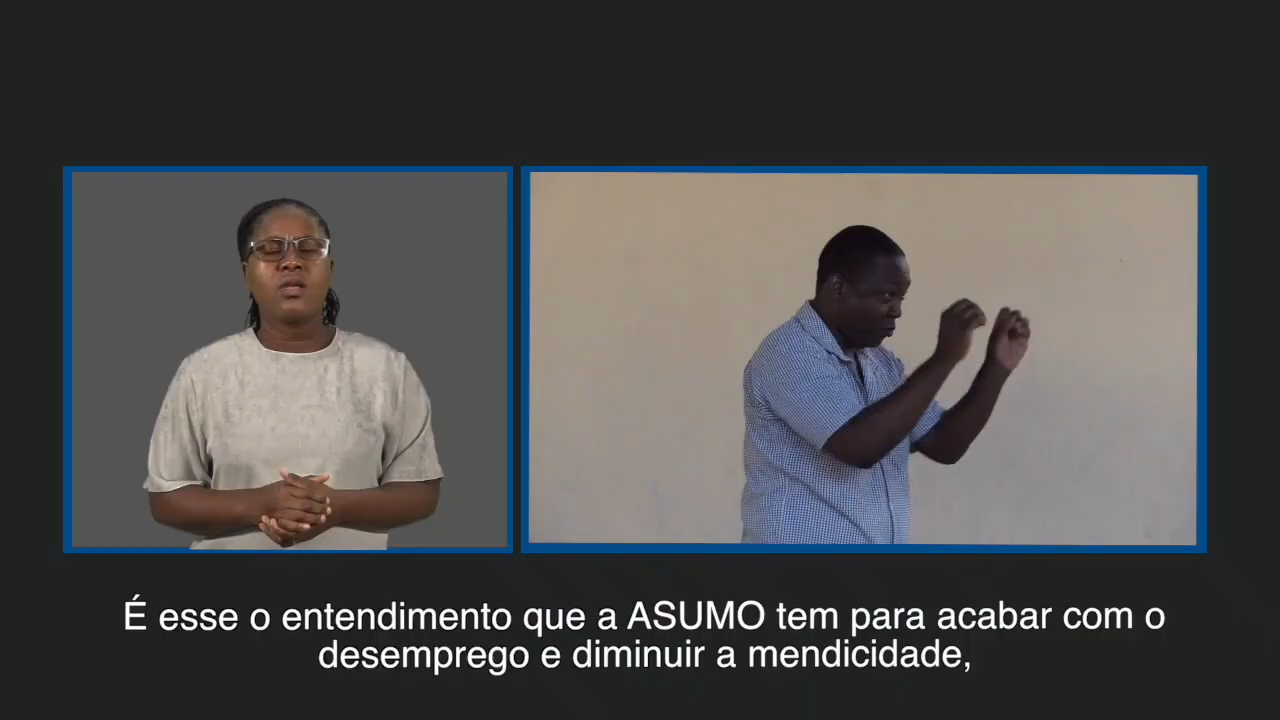 É esse o entendimento que a ASUMO tem para acabar com o
desemprego e diminuir a mendicidade,